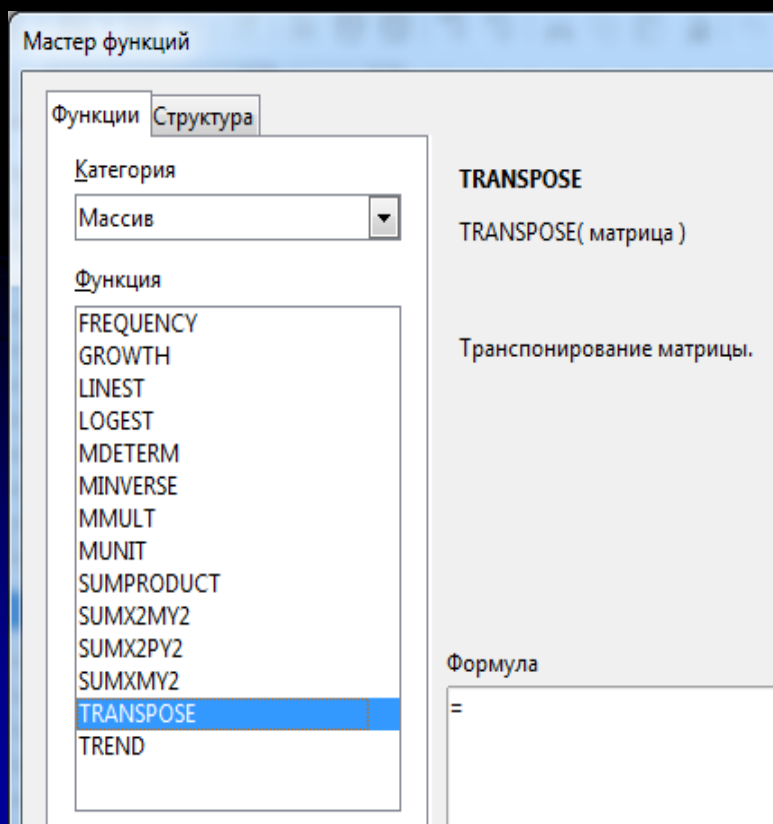 Мастер функций
Функции Структура
Категория
Массив
Функция
FREQUENCY
GROWTH
LINEST
LOGEST
MDETERM
MINVERSE
MMULT
MUNIT
SUMPRODUCT
SUMX2MY2
SUMX2PY2
SUMXMY2
TRANSPOSE
TREND
TRANSPOSE
TRANSPOSE( матрица )
Транспонирование матрицы.
Формула
=